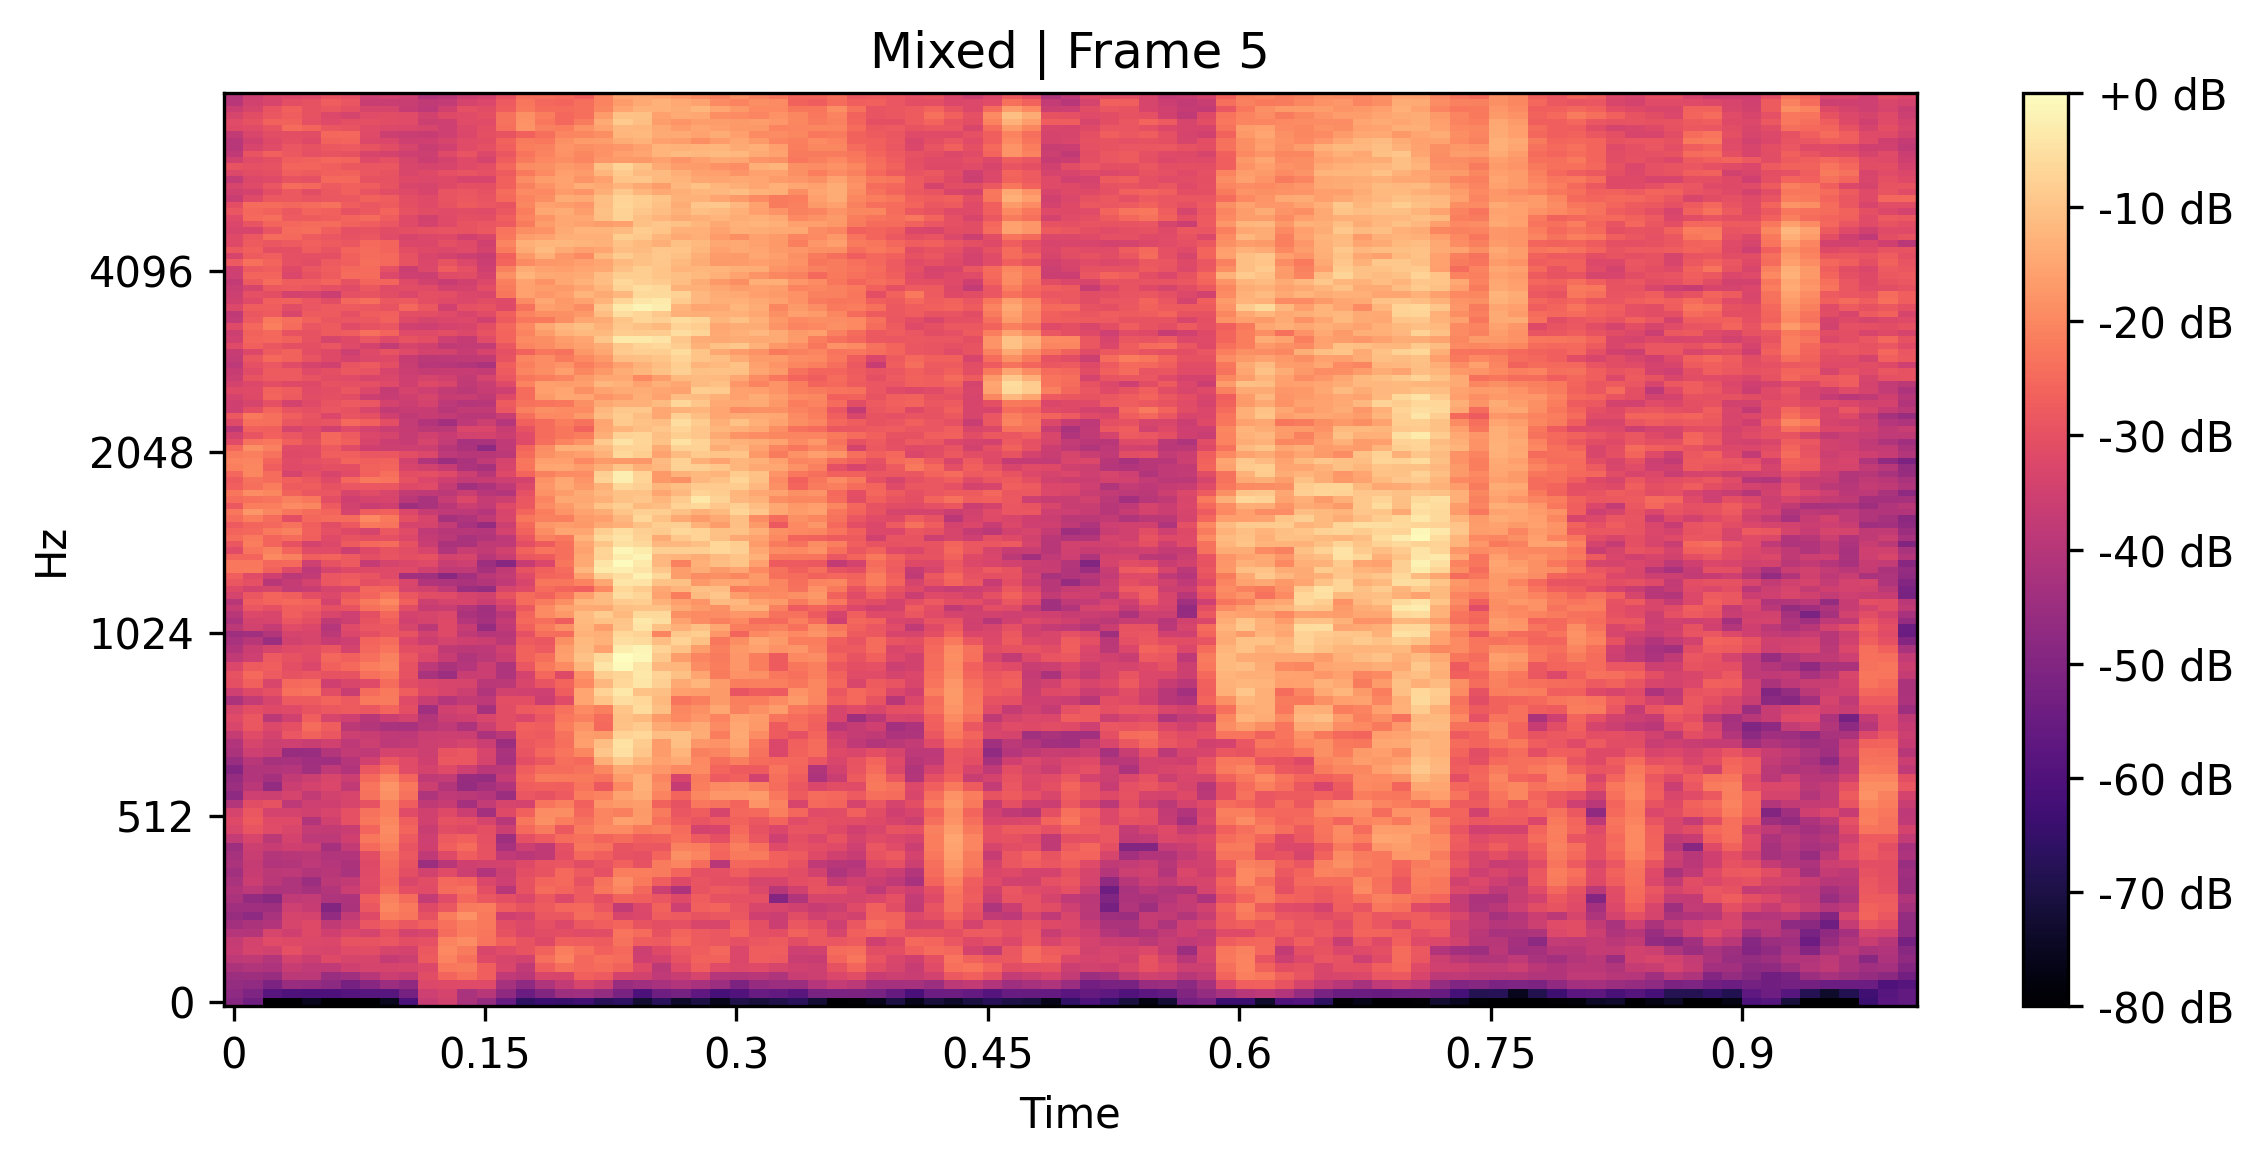 Mixed | Frame 5
+0 dB
-10 dB
-20 dB
-30 dB
-40 dB
-50 dB
-60 dB
-70 dB
-80 dB
4096
2048
1024
512
0
Hz
0 0.15 0.3 0.45 0.6 0.75 0.9
Time